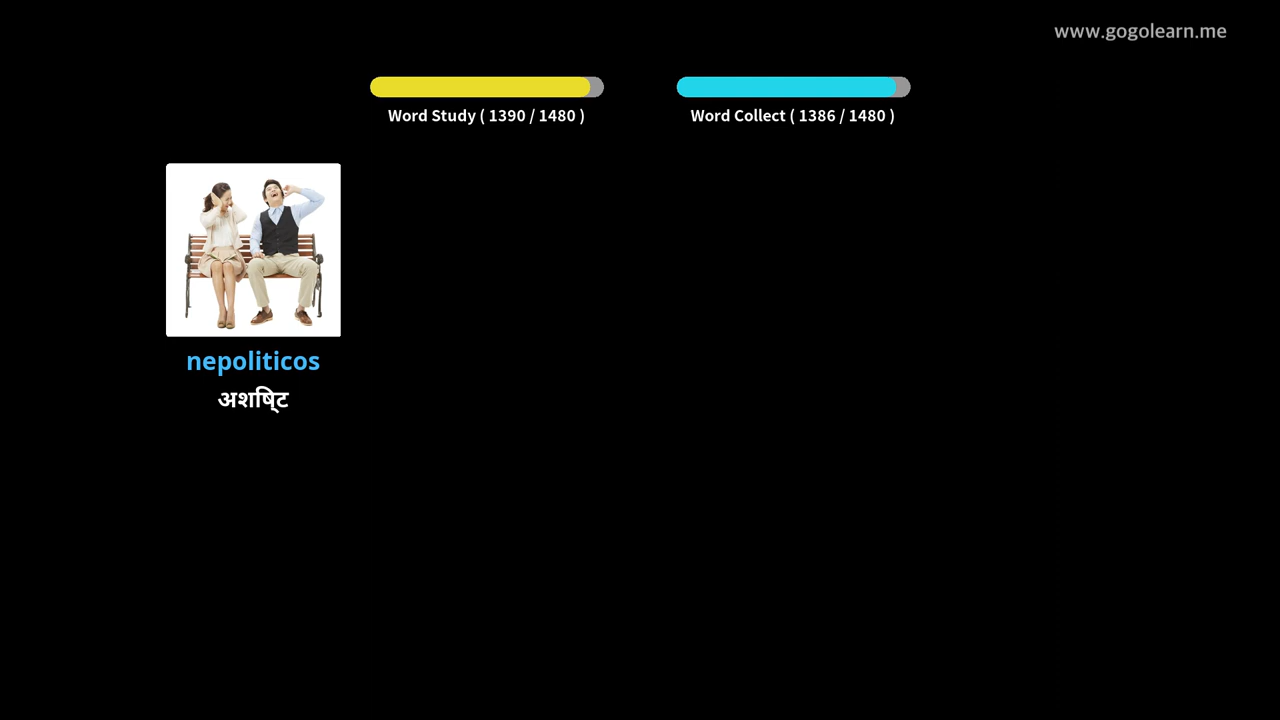 www.gogolearn.me
Word Study ( 1390 / 1480 )
Word Collect ( 1386 / 1480 )
nepoliticos
अशिष्ट